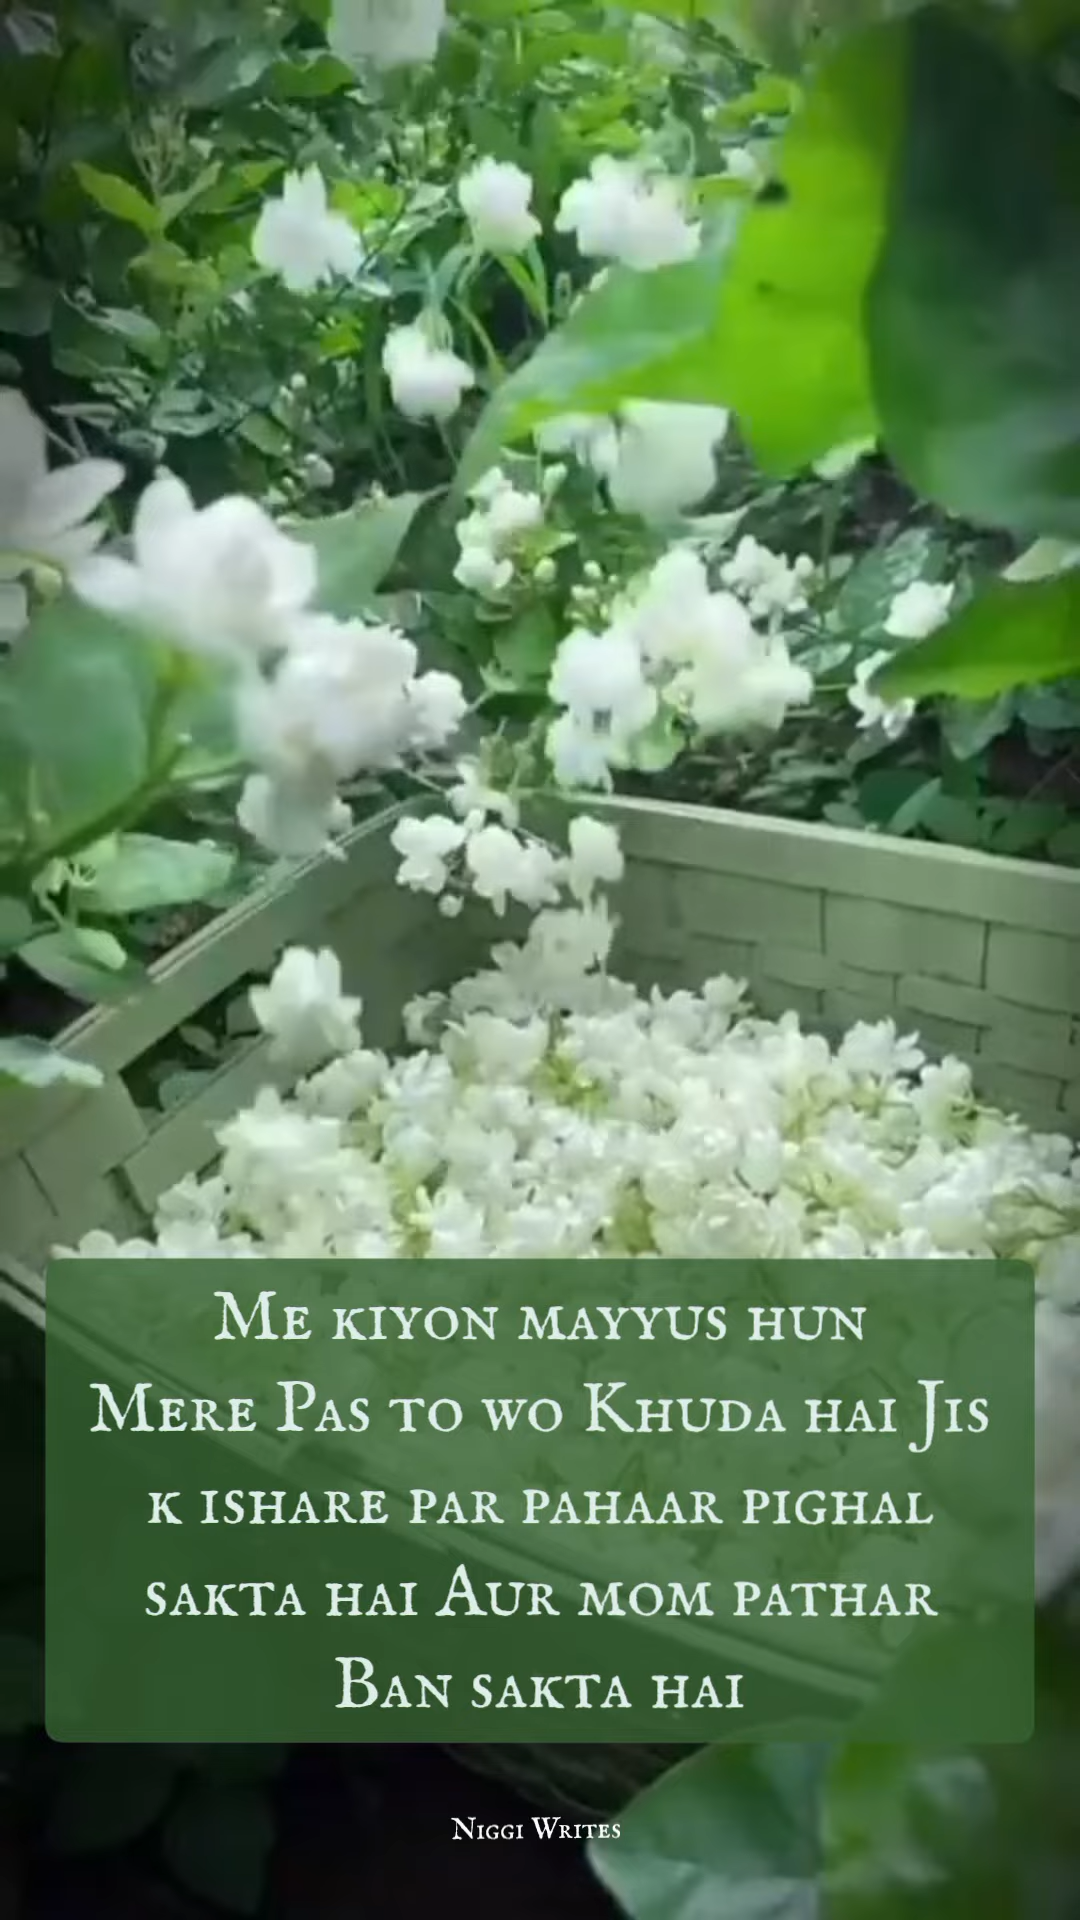 Me kiyon mayyus hun
Mere Pas to wo Khuda hai Jis
k ishare par pahaar pighal
sakta hai Aur mom pathar
Ban sakta hai
Niggi Writes